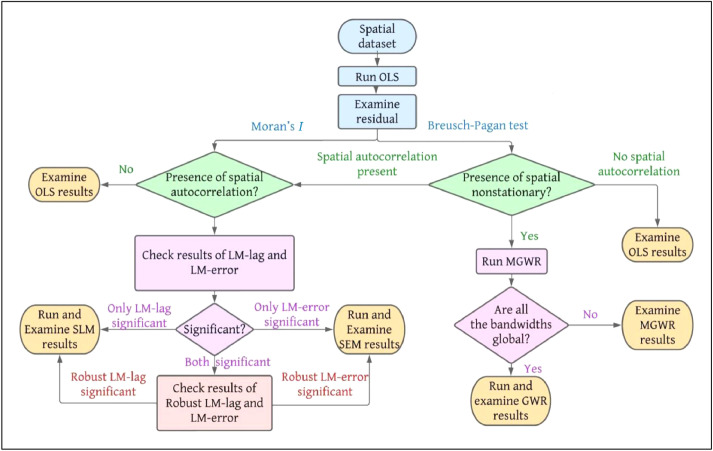 Spatial
dataset
Run OLS
Examine
residual
Moran's I
Breusch-Pagan test
No
Spatial autocorrelation
present
No spatial
autocorrelation
Examine
OLS results
Presence of spatial
autocorrelation?
Presence of spatial
nonstationary?
Yes
Examine
OLS results
Check results of LM-lag and
LM-error
Run MGWR
Run and
Examine SLM
results
Only LM-lag
significant
Significant?
Only LM-error
significant
Run and
Examine
SEM results
Are all
the bandwidths
global?
No
Examine
MGWR
results
Both significant
Robust LM-lag
significant
Check results of
Robust LM-lag and
LM-error
Robust LM-error
significant
Yes
Run and
examine GWR
results